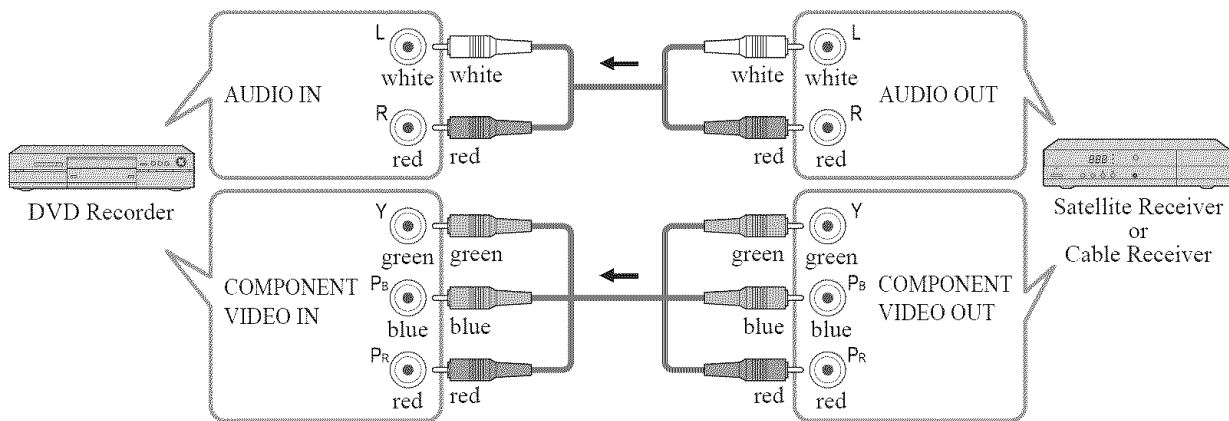 L
white
white
AUDIO IN
R
red
red
DVD Recorder
L
white
white
AUDIO OUT
R
red
red
888
Satellite Receiver
or
Cable Receiver
Y
green
green
COMPONENT
VIDEO IN
PB
blue
blue
PR
red
red
Y
green
green
COMPONENT
VIDEO OUT
PB
blue
blue
PR
red
red